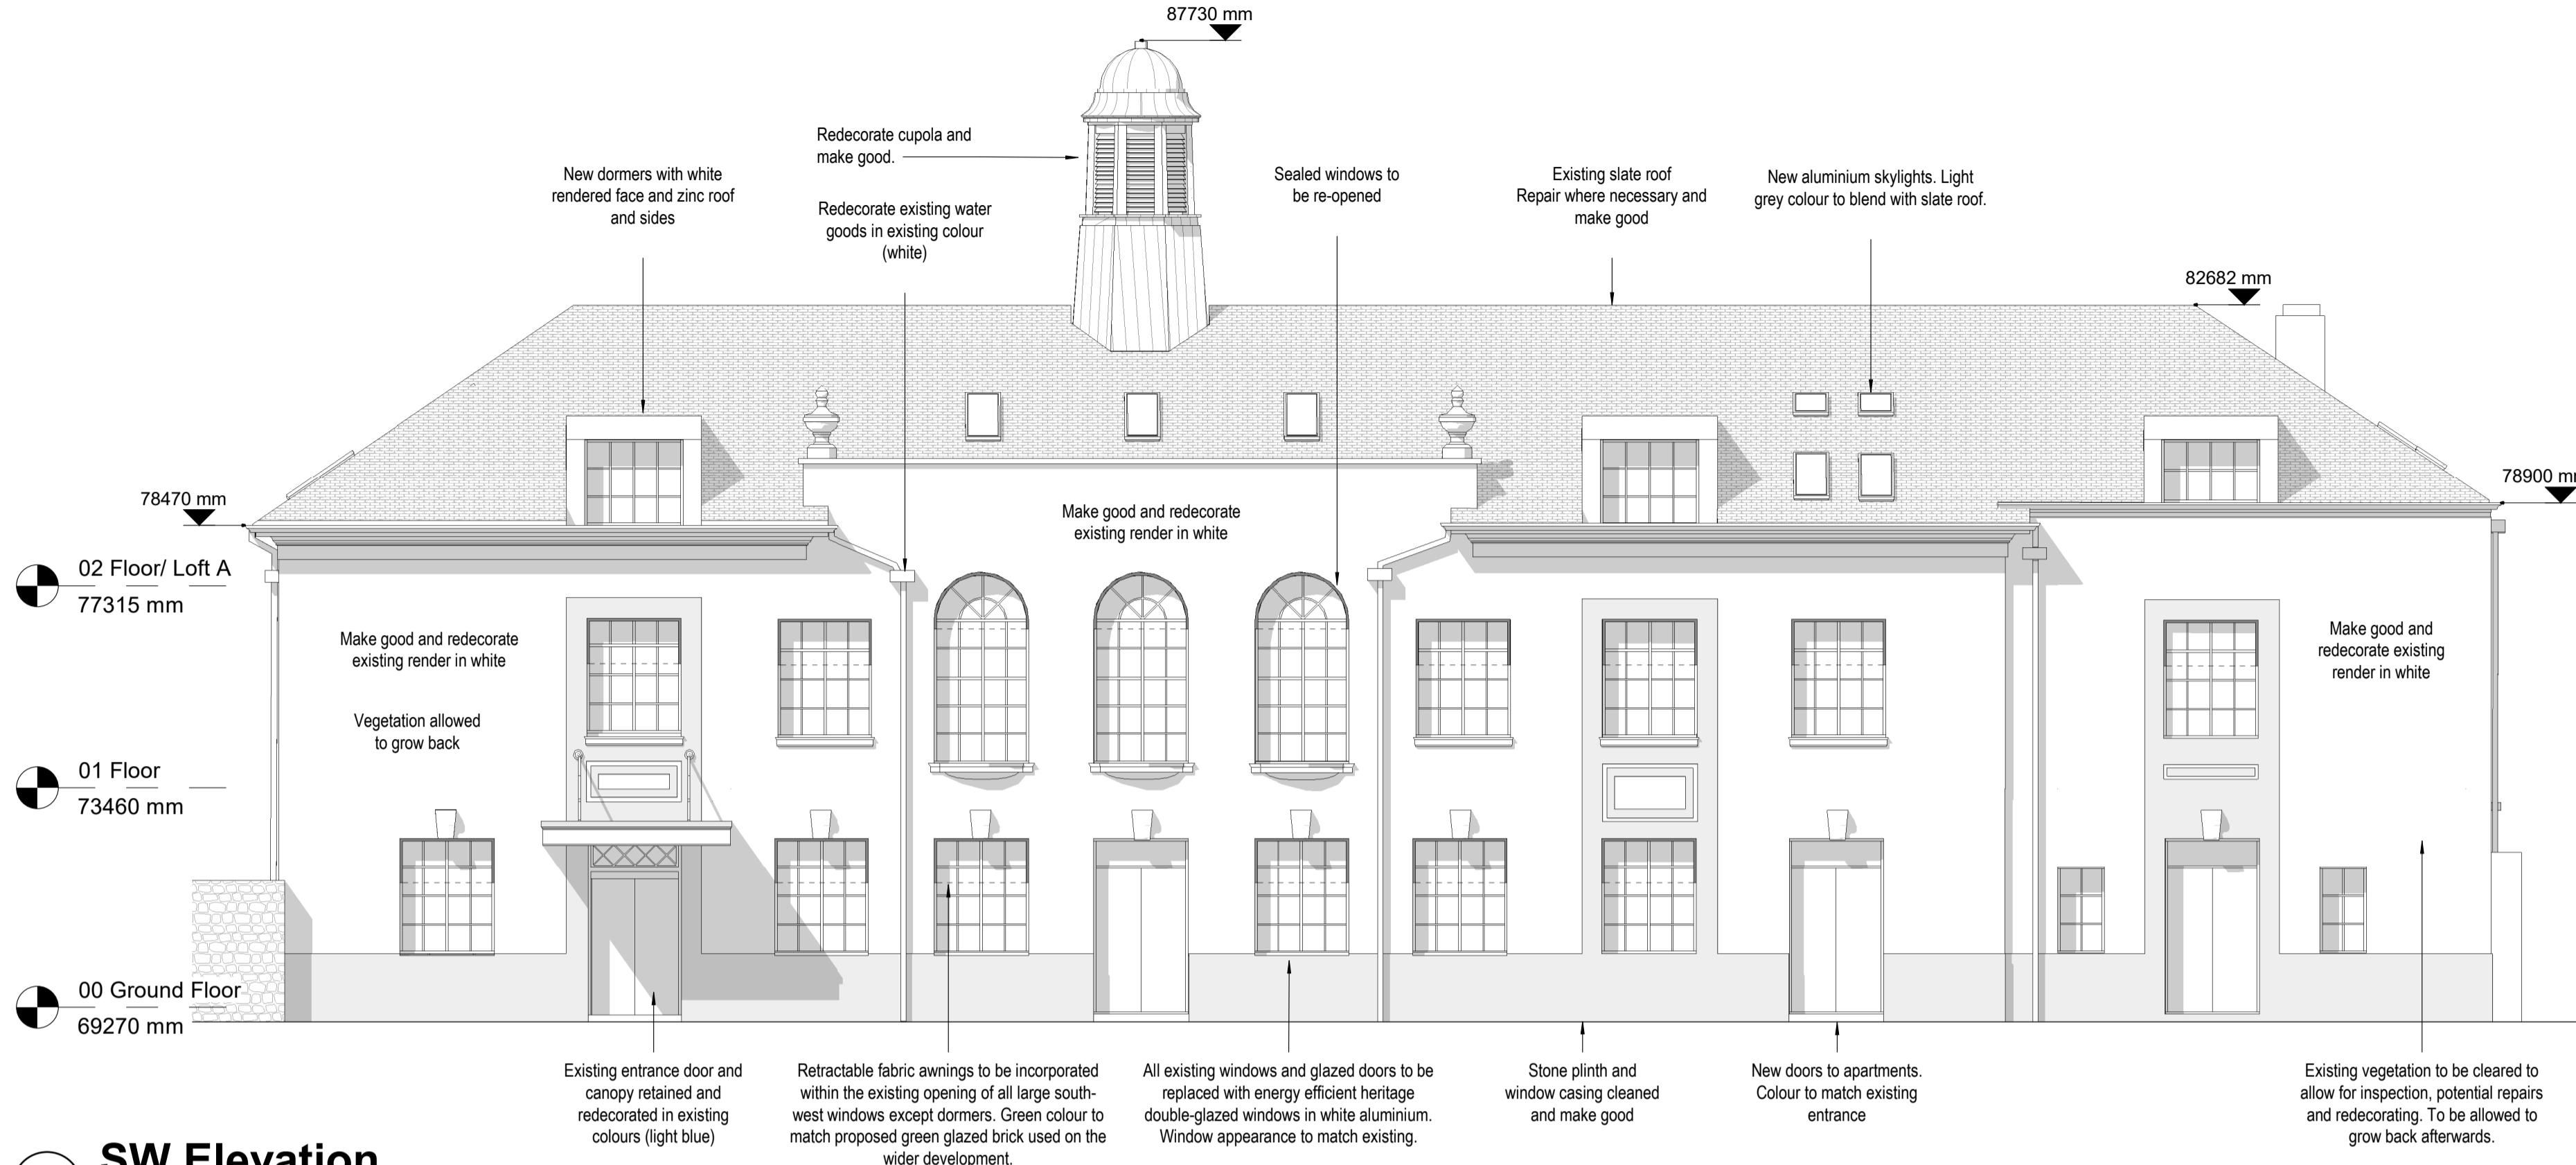 87730 mm
Redecorate cupola and
make good.
New dormers with white
rendered face and zinc roof
and sides
Redecorate existing water
goods in existing colour
(white)
Sealed windows to
be re-opened
Existing slate roof
Repair where necessary and
make good
New aluminium skylights. Light
grey colour to blend with slate roof.
82682 mm
78470 mm
78900 mm
Make good and redecorate
existing render in white
02 Floor/ Loft A
77315 mm
Make good and redecorate
existing render in white
Make good and
redecorate existing
render in white
Vegetation allowed
to grow back
01 Floor
73460 mm
00 Ground Floor
69270 mm
Existing entrance door and
canopy retained and
redecorated in existing
colours (light blue)
Retractable fabric awnings to be incorporated
within the existing opening of all large south-
west windows except dormers. Green colour to
match proposed green glazed brick used on the
wider development.
All existing windows and glazed doors to be
replaced with energy efficient heritage
double-glazed windows in white aluminium.
Window appearance to match existing.
Stone plinth and
window casing cleaned
and make good
New doors to apartments.
Colour to match existing
entrance
Existing vegetation to be cleared to
allow for inspection, potential repairs
and redecorating. To be allowed to
grow back afterwards.
SW Elevation